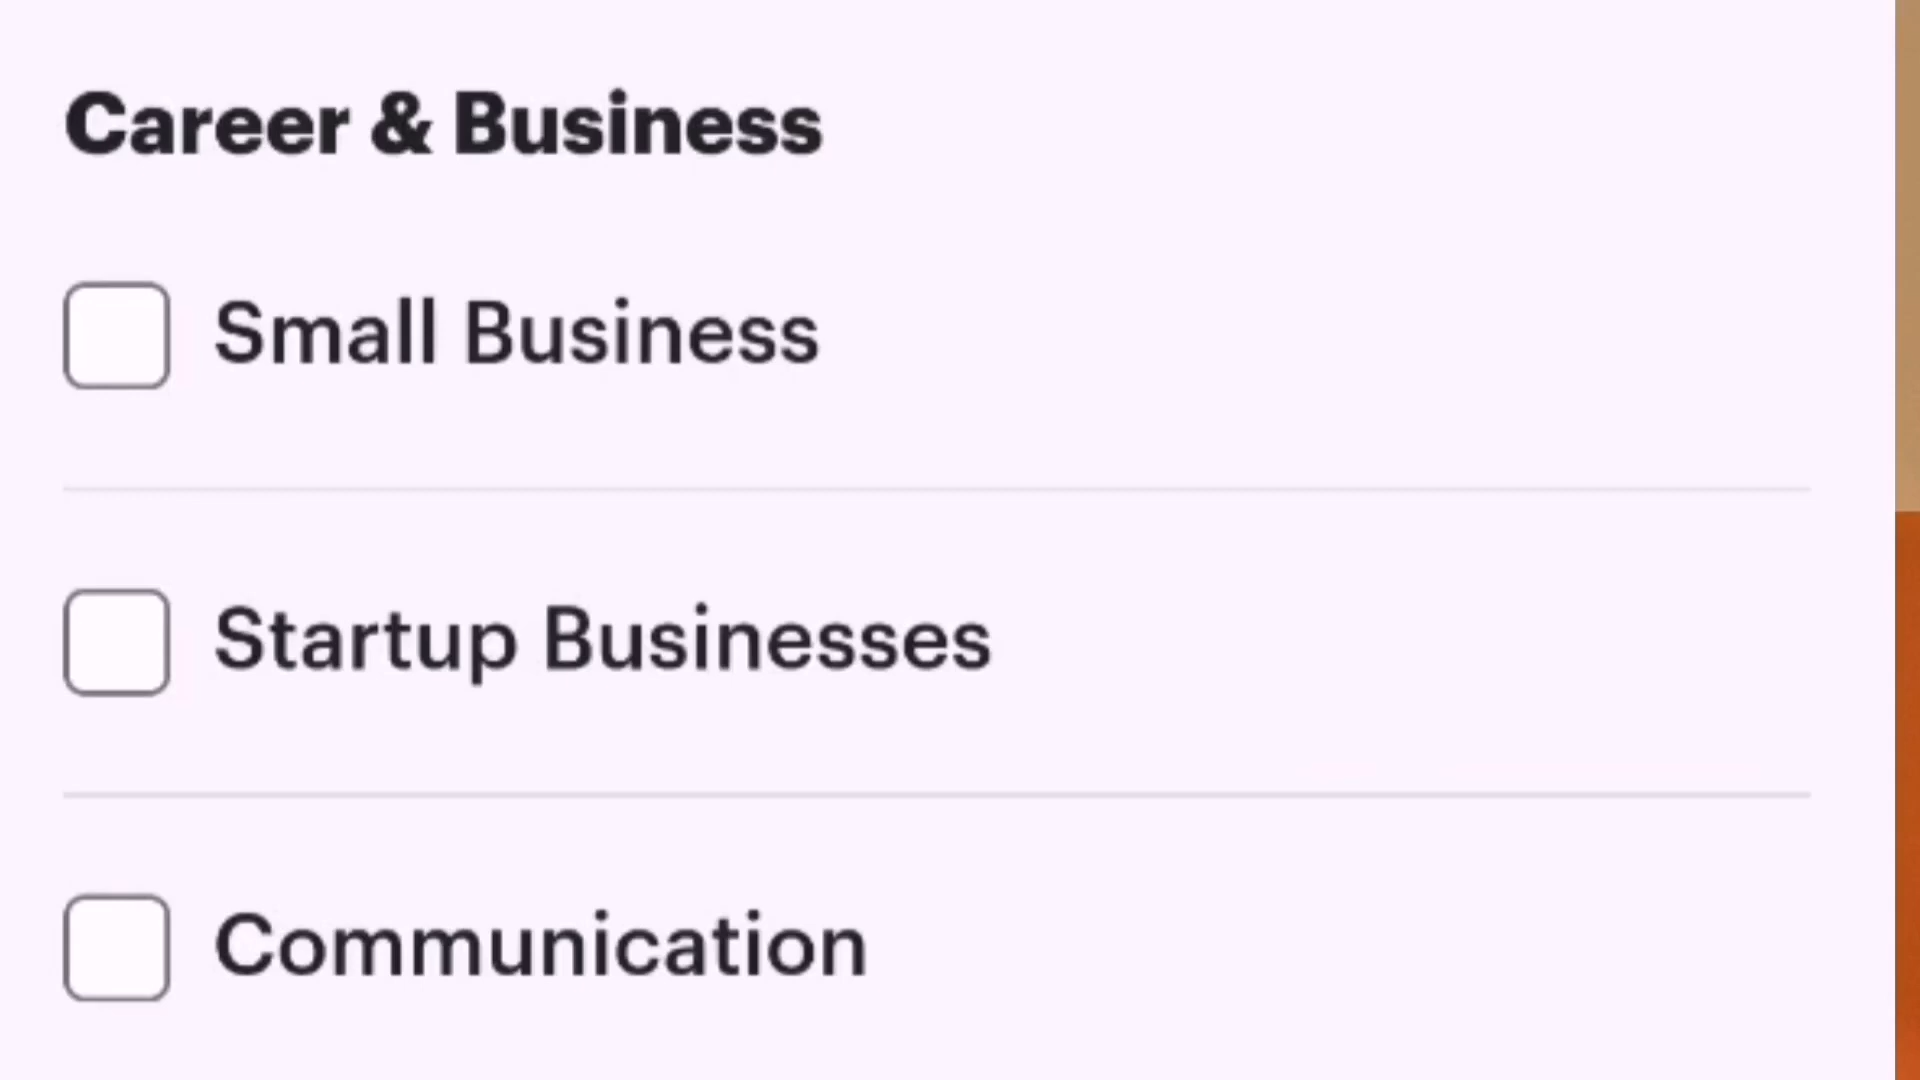 Career & Business
Small Business
Startup Businesses
Communication